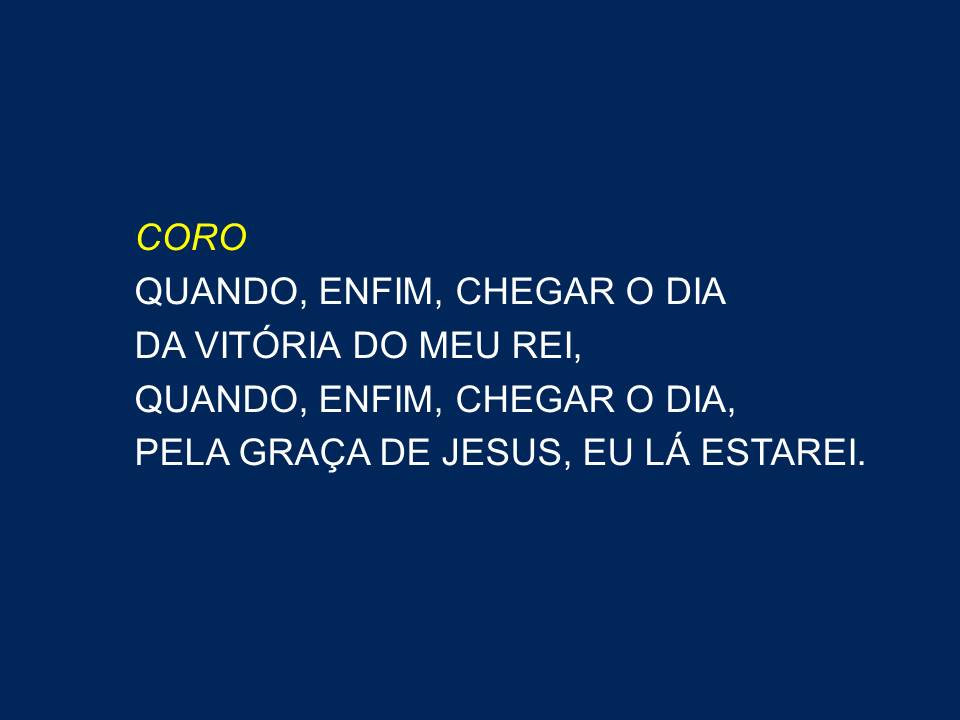 CORO
QUANDO, ENFIM, CHEGAR O DIA
DA VITÓRIA DO MEU REI,
QUANDO, ENFIM, CHEGAR O DIA,
PELA GRAÇA DE JESUS, EU LÁ ESTAREI.